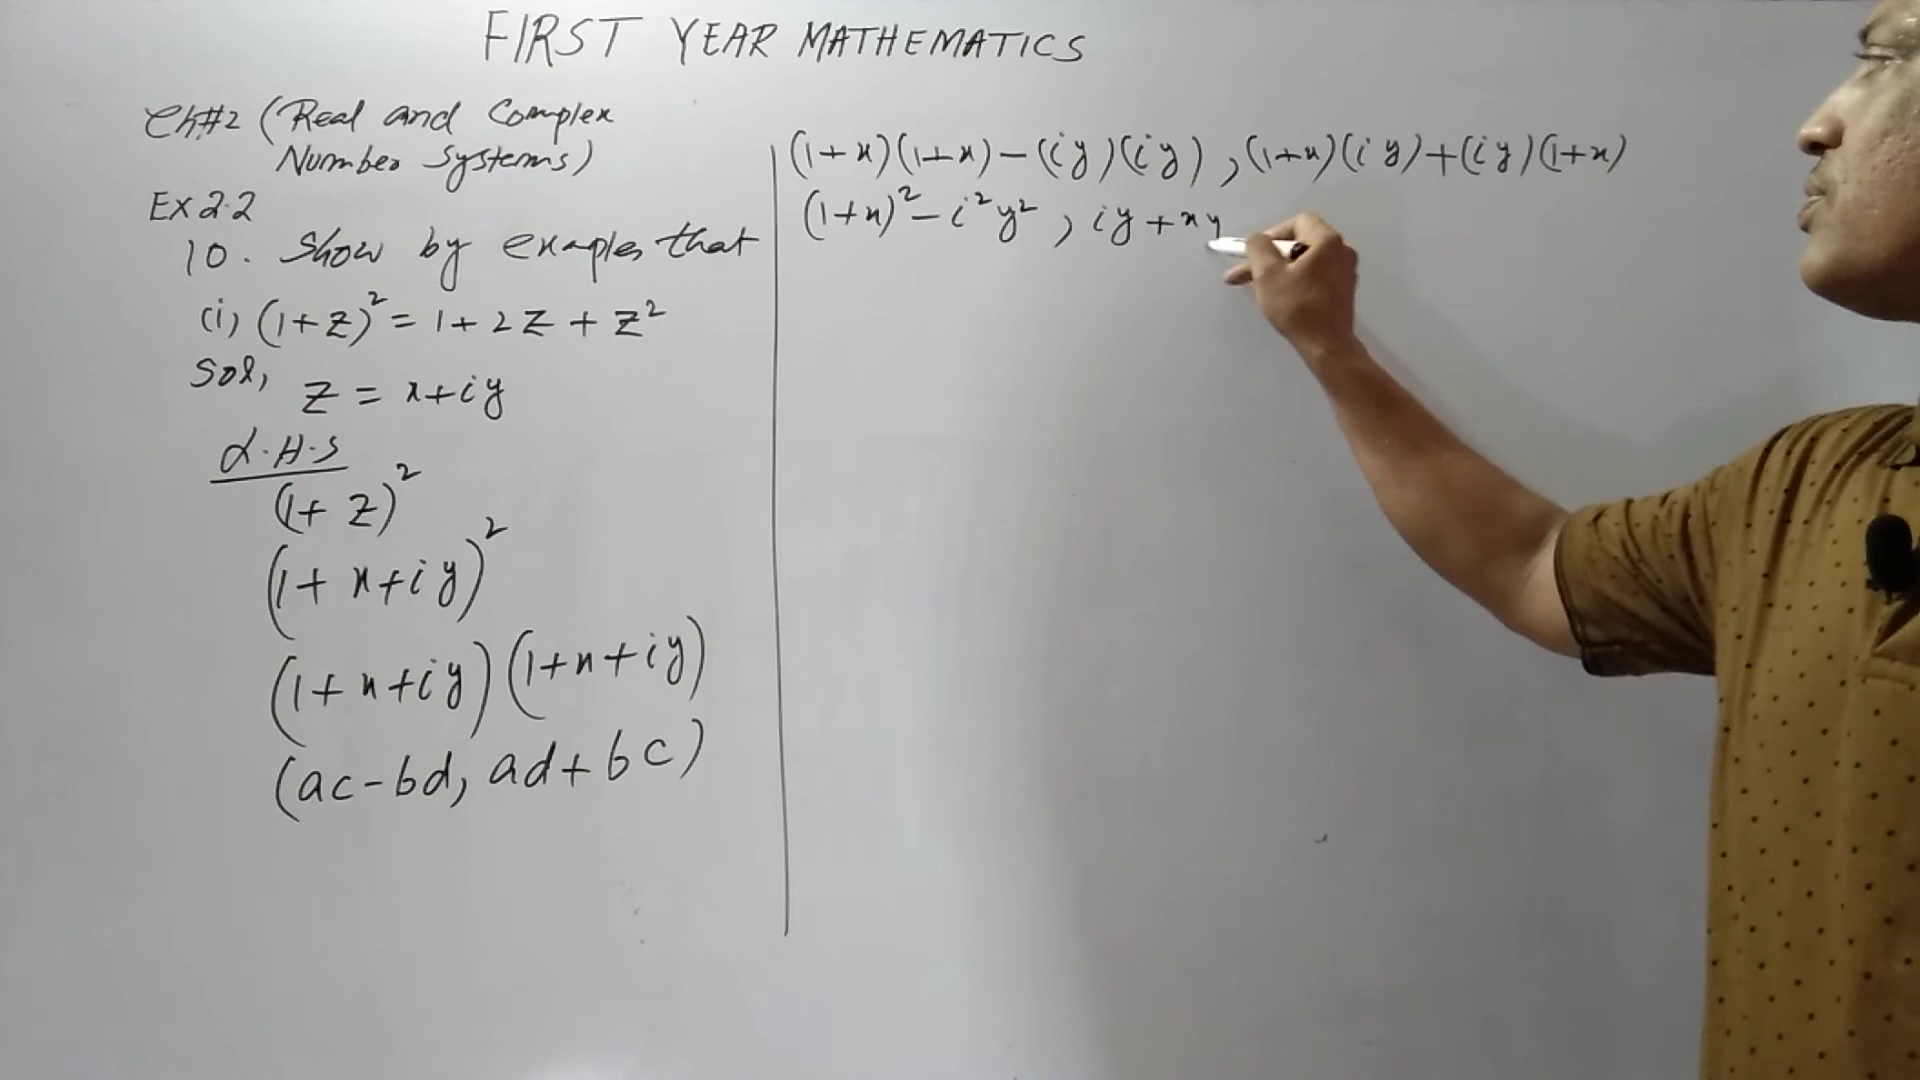 FIRST YEAR MATHEMATICS
Ch#2 (Real and Complex
Number Systems)
Ex 2.2
10. Show by examples that
(i) (1+z)² = 1+2z+z²
Sol,
z = x+iy
L.H.S
(1+z)²
(1+x+iy)²
(1+x+iy)(1+x+iy)
(ac-bd, ad+bc)
(1+x)(1+x)-(iy)(iy), (1+x)(iy)+(iy)(1+x)
(1+x)²-i²y², iy+xy